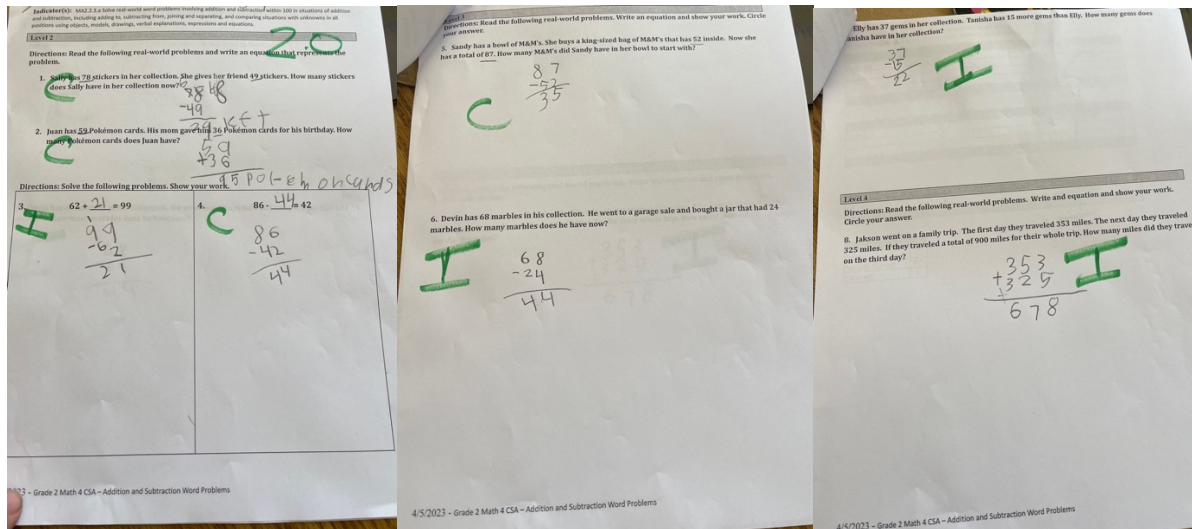 Indicator(s): MA2.2.3.a Solve real-world word problems involving addition and subtraction within 100 in situations of addition
and subtraction, including adding to, subtracting from, joining and separating, and comparing situations with unknowns in all
positions using objects, models, drawings, verbal explanations, expressions and equations.
Level 2
2.0
Directions: Read the following real-world problems and write an equation that represents the
problem.
1. Sally has 78 stickers in her collection. She gives her friend 49 stickers. How many stickers
does Sally have in her collection now?
C
-49
29 left
2. Juan has 59 Pokémon cards. His mom gave him 36 Pokémon cards for his birthday. How
many Pokémon cards does Juan have?
C
59
+36
95
Directions: Solve the following problems. Show your work.
3. 62 + 21 = 99
I
99
-62
21
4. 86 - 44 = 42
C
86
-42
44
2023 - Grade 2 Math 4 CSA – Addition and Subtraction Word Problems
Level 3
Directions: Read the following real-world problems. Write an equation and show your work. Circle
your answer.
5. Sandy has a bowl of M&M's. She buys a king-sized bag of M&M's that has 52 inside. Now she
has a total of 87. How many M&M's did Sandy have in her bowl to start with?
87
-52
35
C
6. Devin has 68 marbles in his collection. He went to a garage sale and bought a jar that had 24
marbles. How many marbles does he have now?
I
68
-24
44
4/5/2023 - Grade 2 Math 4 CSA – Addition and Subtraction Word Problems
Elly has 37 gems in her collection. Tanisha has 15 more gems than Elly. How many gems does
anisha have in her collection?
37
-15
22
I
Level 4
Directions: Read the following real-world problems. Write and equation and show your work.
Circle your answer.
8. Jakson went on a family trip. The first day they traveled 353 miles. The next day they traveled
325 miles. If they traveled a total of 900 miles for their whole trip. How many miles did they trave
on the third day?
353
+325
678
I
4/5/2023 - Grade 2 Math 4 CSA – Addition and Subtraction Word Problems